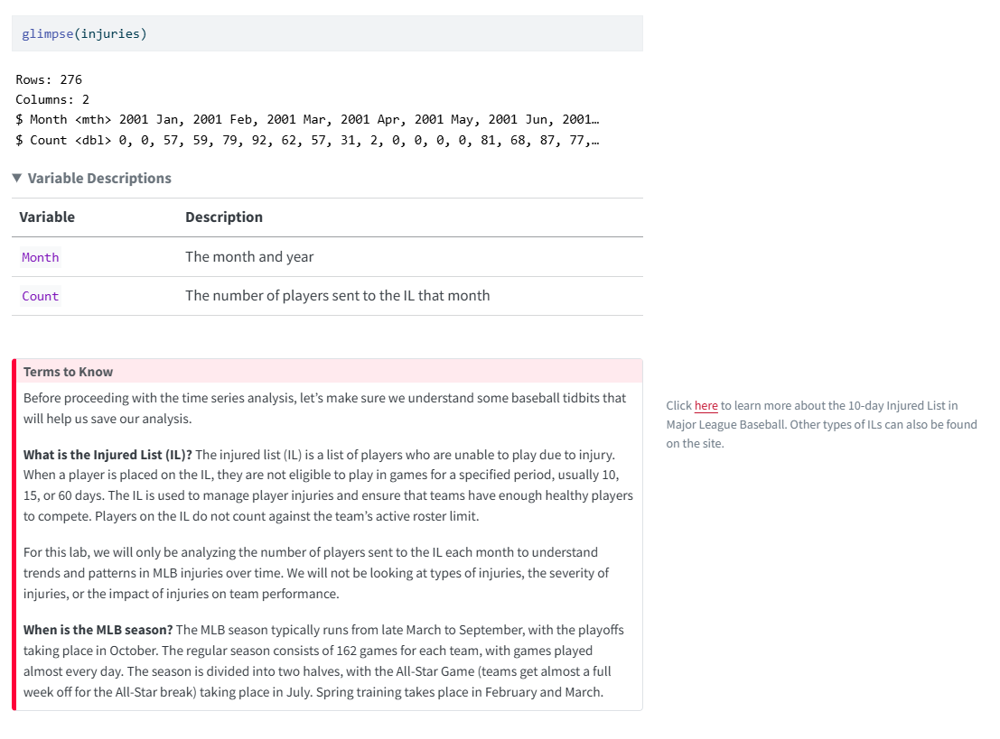 glimpse(injuries)
Rows: 276
Columns: 2
$ Month <mth> 2001 Jan, 2001 Feb, 2001 Mar, 2001 Apr, 2001 May, 2001 Jun, 2001…
$ Count <dbl> 0, 0, 57, 59, 79, 92, 62, 57, 31, 2, 0, 0, 0, 0, 81, 68, 87, 77,…
▼ Variable Descriptions
Variable Description
Month The month and year
Count The number of players sent to the IL that month
Terms to Know
Before proceeding with the time series analysis, let’s make sure we understand some baseball tidbits that
will help us save our analysis.
What is the Injured List (IL)? The injured list (IL) is a list of players who are unable to play due to injury.
When a player is placed on the IL, they are not eligible to play in games for a specified period, usually 10,
15, or 60 days. The IL is used to manage player injuries and ensure that teams have enough healthy players
to compete. Players on the IL do not count against the team’s active roster limit.
For this lab, we will only be analyzing the number of players sent to the IL each month to understand
trends and patterns in MLB injuries over time. We will not be looking at types of injuries, the severity of
injuries, or the impact of injuries on team performance.
When is the MLB season? The MLB season typically runs from late March to September, with the playoffs
taking place in October. The regular season consists of 162 games for each team, with games played
almost every day. The season is divided into two halves, with the All-Star Game (teams get almost a full
week off for the All-Star break) taking place in July. Spring training takes place in February and March.
Click here to learn more about the 10-day Injured List in
Major League Baseball. Other types of ILs can also be found
on the site.